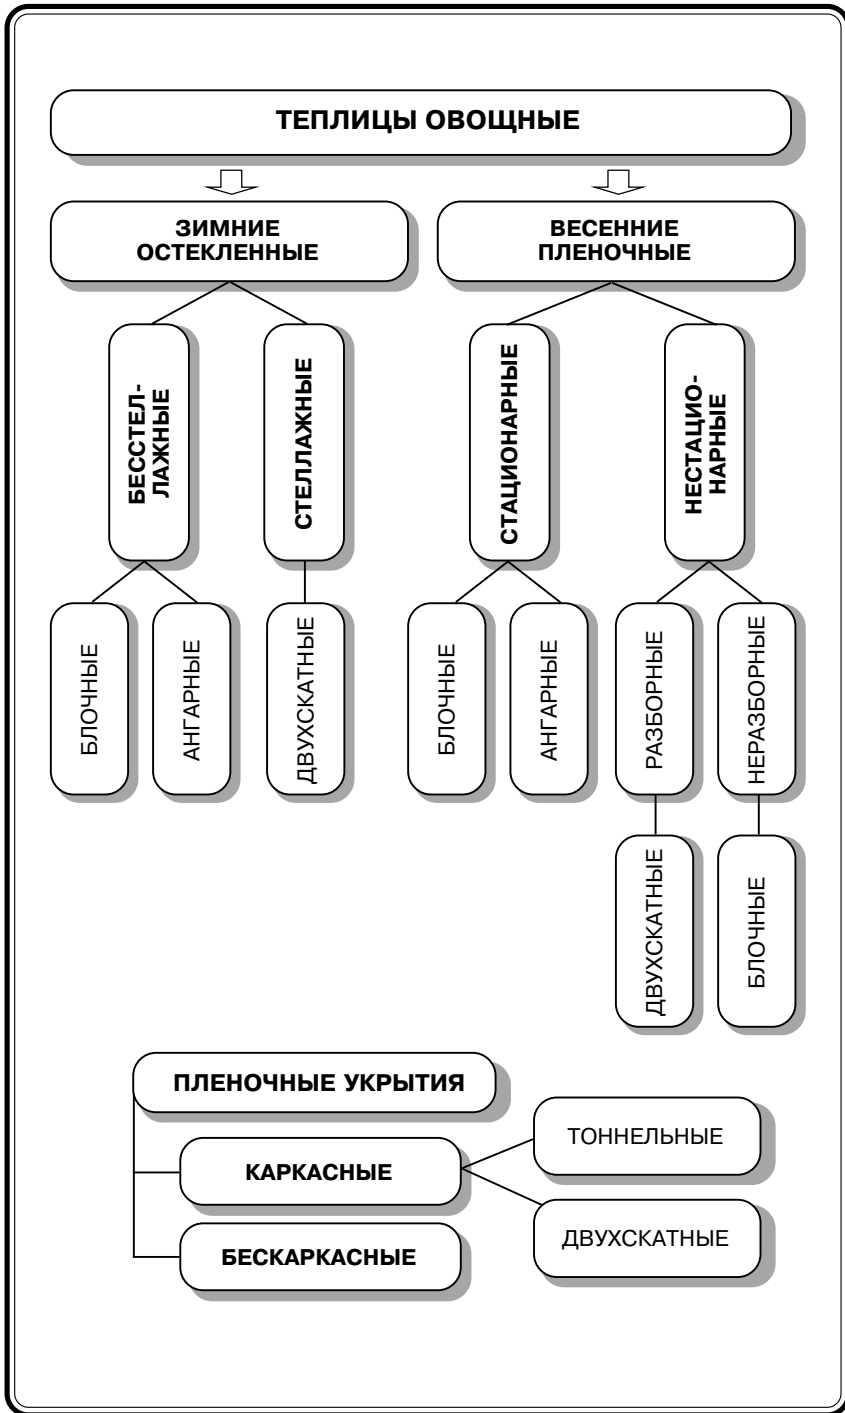 ТЕПЛИЦЫ ОВОЩНЫЕ
ЗИМНИЕ
ОСТЕКЛЕННЫЕ
ВЕСЕННИЕ
ПЛЕНОЧНЫЕ
БЕССТЕЛ-
ЛАЖНЫЕ
СТЕЛЛАЖНЫЕ
СТАЦИОНАРНЫЕ
НЕСТАЦИО-
НАРНЫЕ
БЛОЧНЫЕ
АНГАРНЫЕ
ДВУХСКАТНЫЕ
БЛОЧНЫЕ
АНГАРНЫЕ
РАЗБОРНЫЕ
НЕРАЗБОРНЫЕ
ДВУХСКАТНЫЕ
БЛОЧНЫЕ
ПЛЕНОЧНЫЕ УКРЫТИЯ
КАРКАСНЫЕ
БЕСКАРКАСНЫЕ
ТОННЕЛЬНЫЕ
ДВУХСКАТНЫЕ